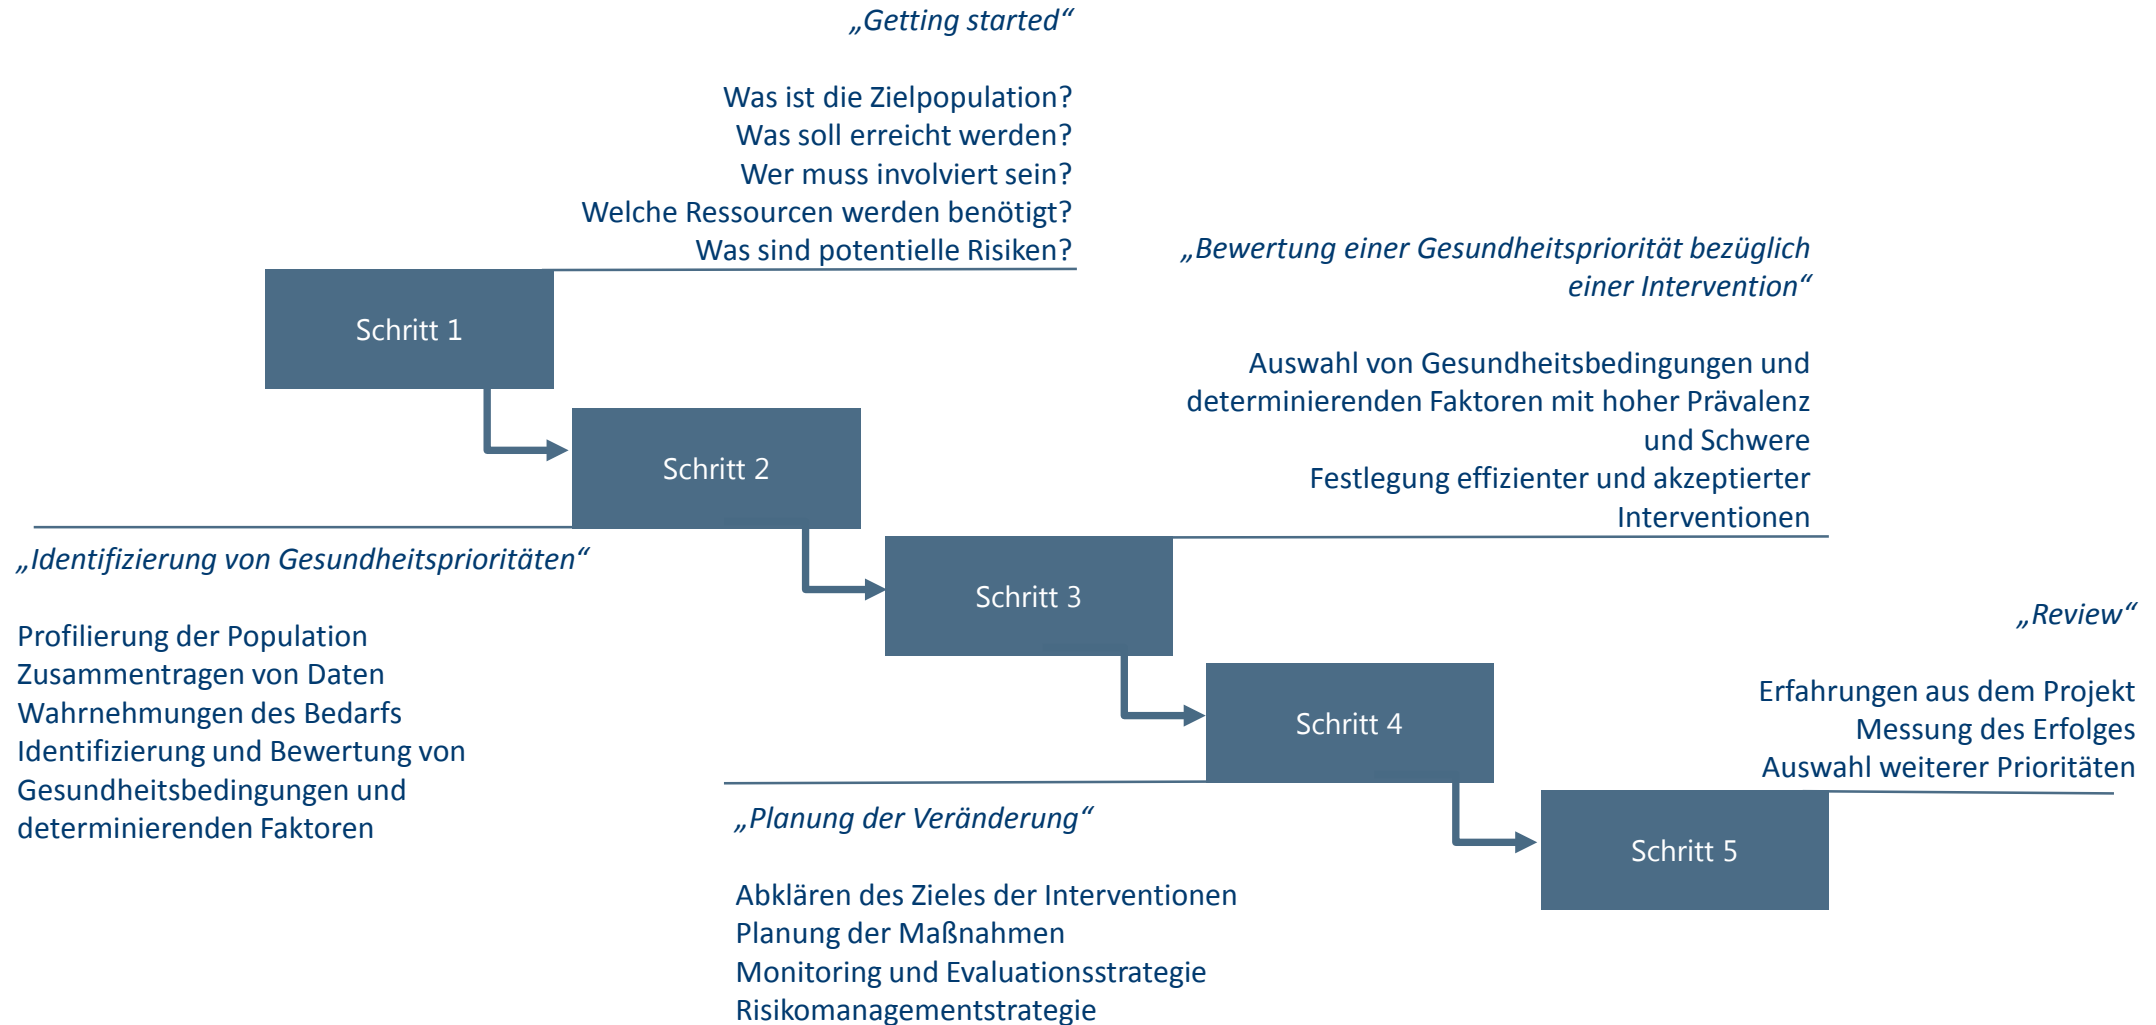 „Getting started“
Was ist die Zielpopulation?
Was soll erreicht werden?
Wer muss involviert sein?
Welche Ressourcen werden benötigt?
Was sind potentielle Risiken?
Schritt 1
Schritt 2
„Identifizierung von Gesundheitsprioritäten“
Profilierung der Population
Zusammentragen von Daten
Wahrnehmungen des Bedarfs
Identifizierung und Bewertung von
Gesundheitsbedingungen und
determinierenden Faktoren
„Bewertung einer Gesundheitspriorität bezüglich
einer Intervention“
Auswahl von Gesundheitsbedingungen und
determinierenden Faktoren mit hoher Prävalenz
und Schwere
Festlegung effizienter und akzeptierter
Interventionen
Schritt 3
Schritt 4
„Planung der Veränderung“
Abklären des Zieles der Interventionen
Planung der Maßnahmen
Monitoring und Evaluationsstrategie
Risikomanagementstrategie
„Review“
Erfahrungen aus dem Projekt
Messung des Erfolges
Auswahl weiterer Prioritäten
Schritt 5